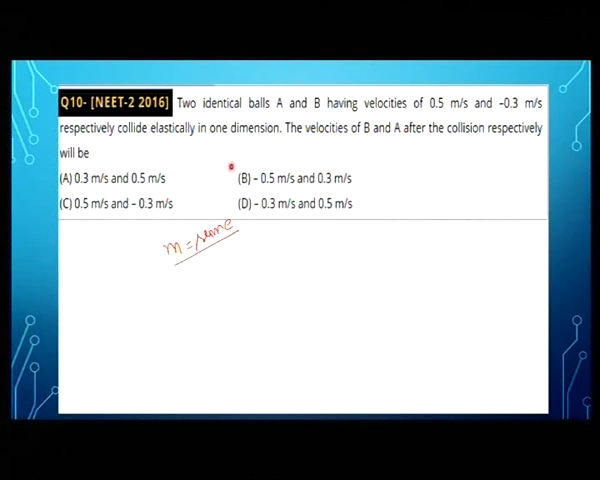 Q10- [NEET-2 2016] Two identical balls A and B having velocities of 0.5 m/s and –0.3 m/s
respectively collide elastically in one dimension. The velocities of B and A after the collision respectively
will be
(A) 0.3 m/s and 0.5 m/s (B) – 0.5 m/s and 0.3 m/s
(C) 0.5 m/s and – 0.3 m/s (D) – 0.3 m/s and 0.5 m/s
m = same